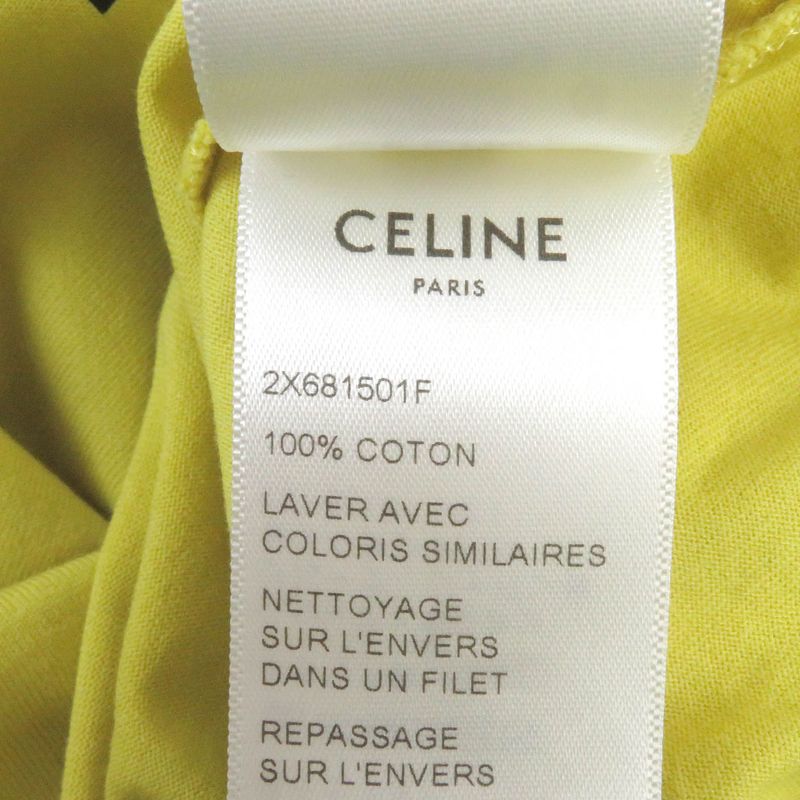 CELINE
PARIS
2X681501F
100% COTON
LAVER AVEC
COLORIS SIMILAIRES
NETTOYAGE
SUR L'ENVERS
DANS UN FILET
REPASSAGE
SUR L'ENVERS